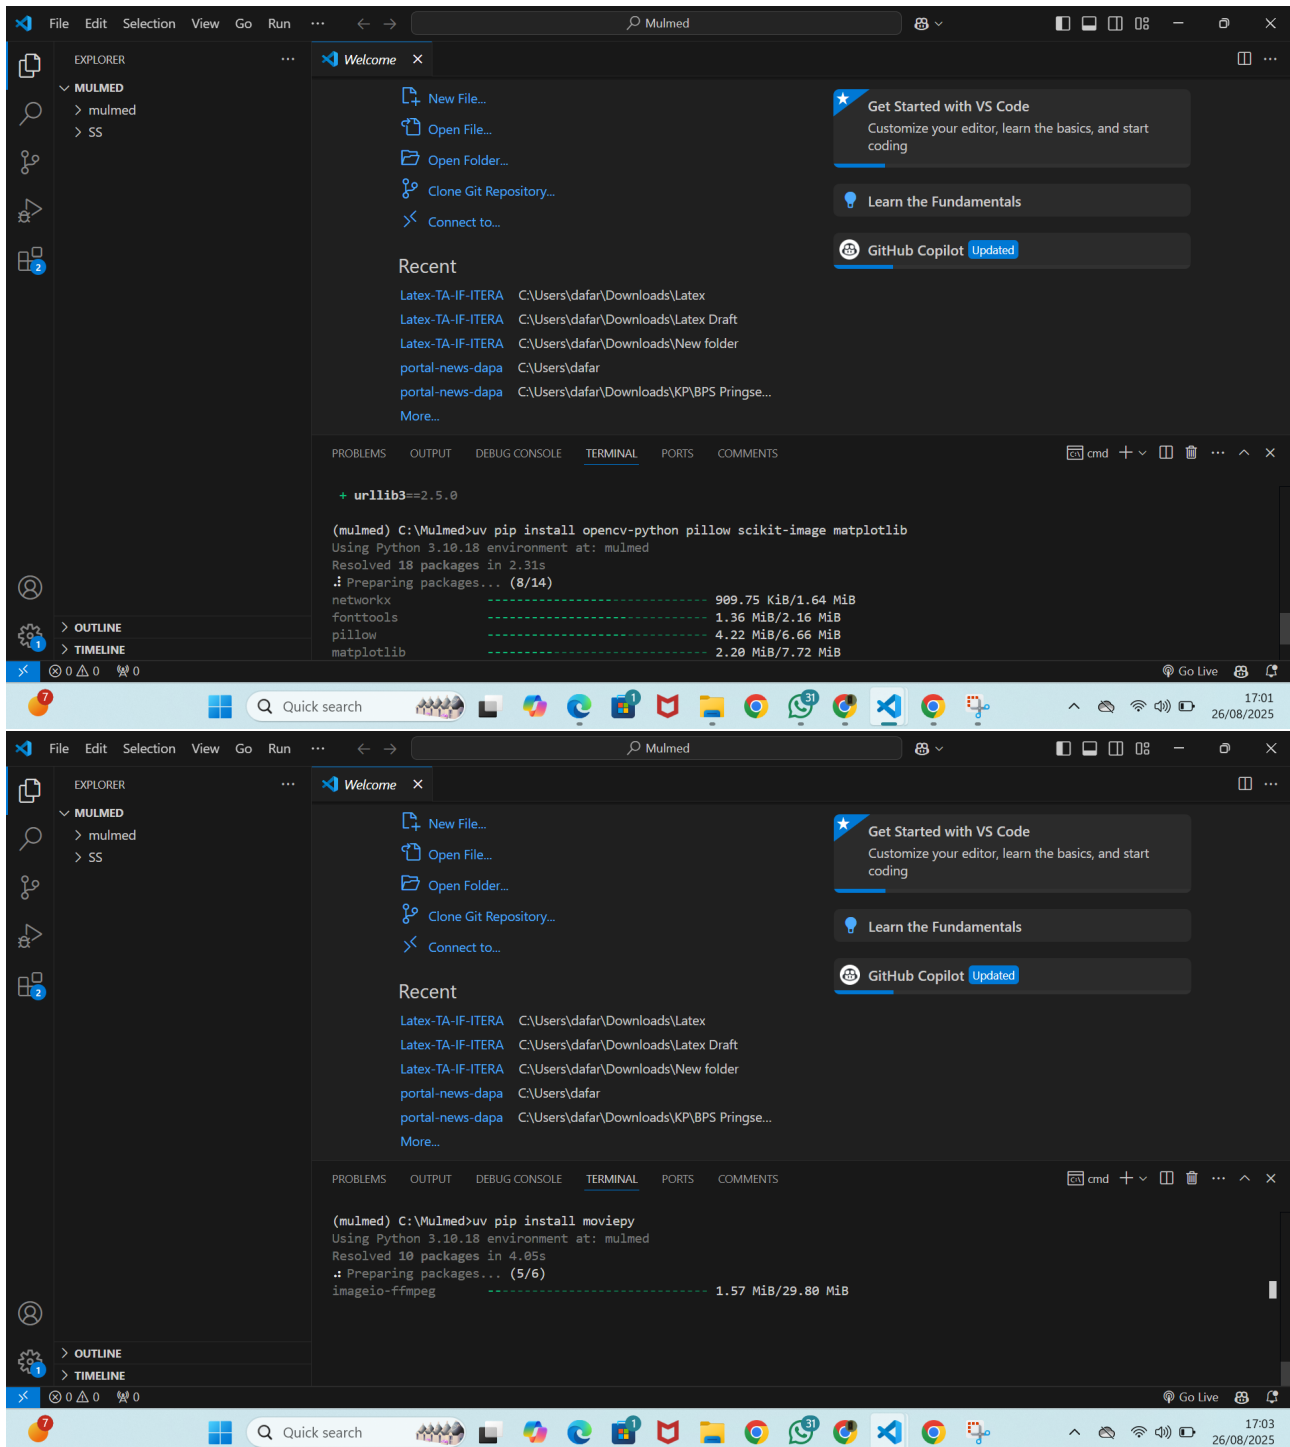 File Edit Selection View Go Run ··· Mulmed
EXPLORER ···
Welcome
MULMED
mulmed
SS
New File...
Open File...
Open Folder...
Clone Git Repository...
Connect to...
Get Started with VS Code
Customize your editor, learn the basics, and start
coding
Learn the Fundamentals
GitHub Copilot Updated
Recent
Latex-TA-IF-ITERA C:\Users\dafar\Downloads\Latex
Latex-TA-IF-ITERA C:\Users\dafar\Downloads\Latex Draft
Latex-TA-IF-ITERA C:\Users\dafar\Downloads\New folder
portal-news-dapa C:\Users\dafar
portal-news-dapa C:\Users\dafar\Downloads\KP\BPS Pringse...
More...
2
PROBLEMS OUTPUT DEBUG CONSOLE TERMINAL PORTS COMMENTS cmd
+ urllib3==2.5.0
(mulmed) C:\Mulmed>uv pip install opencv-python pillow scikit-image matplotlib
Using Python 3.10.18 environment at: mulmed
Resolved 18 packages in 2.31s
Preparing packages... (8/14)
networkx ------------------------------ 909.75 KiB/1.64 MiB
fonttools ------------------------------ 1.36 MiB/2.16 MiB
pillow ------------------------------ 4.22 MiB/6.66 MiB
matplotlib ------------------------------ 2.20 MiB/7.72 MiB
OUTLINE
TIMELINE
1
0 0 0 Go Live
7 Quick search 1 31 17:01
26/08/2025
File Edit Selection View Go Run ··· Mulmed
EXPLORER ···
Welcome
MULMED
mulmed
SS
New File...
Open File...
Open Folder...
Clone Git Repository...
Connect to...
Get Started with VS Code
Customize your editor, learn the basics, and start
coding
Learn the Fundamentals
GitHub Copilot Updated
Recent
Latex-TA-IF-ITERA C:\Users\dafar\Downloads\Latex
Latex-TA-IF-ITERA C:\Users\dafar\Downloads\Latex Draft
Latex-TA-IF-ITERA C:\Users\dafar\Downloads\New folder
portal-news-dapa C:\Users\dafar
portal-news-dapa C:\Users\dafar\Downloads\KP\BPS Pringse...
More...
2
PROBLEMS OUTPUT DEBUG CONSOLE TERMINAL PORTS COMMENTS cmd
(mulmed) C:\Mulmed>uv pip install moviepy
Using Python 3.10.18 environment at: mulmed
Resolved 10 packages in 4.05s
Preparing packages... (5/6)
imageio-ffmpeg ------------------------------ 1.57 MiB/29.80 MiB
OUTLINE
TIMELINE
1
0 0 0 Go Live
7 Quick search 1 31 17:03
26/08/2025